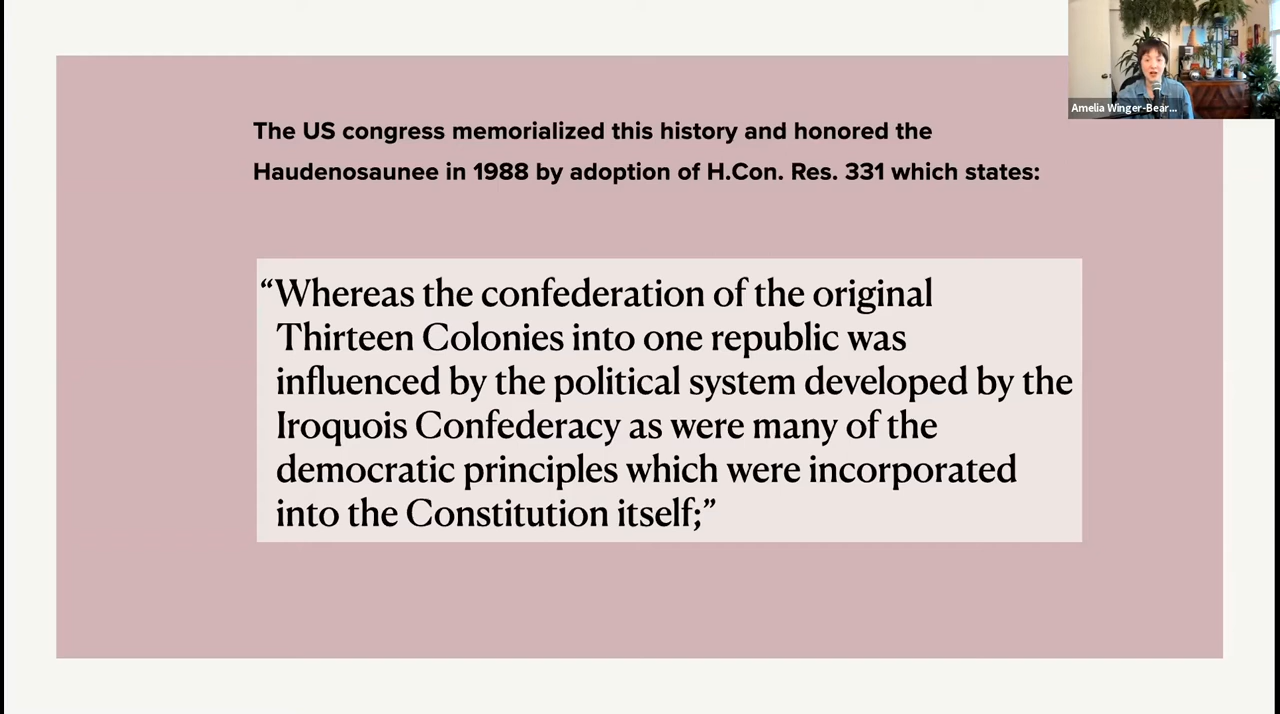 The US congress memorialized this history and honored the
Haudenosaunee in 1988 by adoption of H.Con. Res. 331 which states:
“Whereas the confederation of the original
Thirteen Colonies into one republic was
influenced by the political system developed by the
Iroquois Confederacy as were many of the
democratic principles which were incorporated
into the Constitution itself;”
Amelia Winger-Bear...